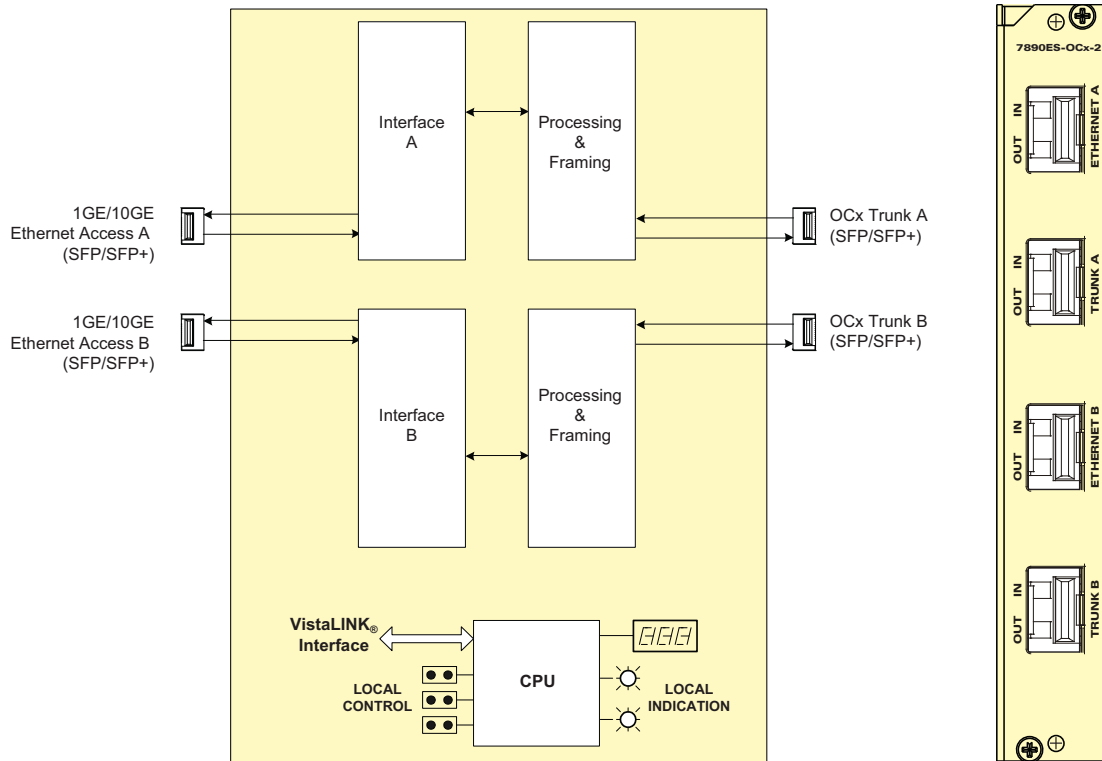 Interface
A
Processing
&
Framing
1GE/10GE
Ethernet Access A
(SFP/SFP+)
OCx Trunk A
(SFP/SFP+)
1GE/10GE
Ethernet Access B
(SFP/SFP+)
OCx Trunk B
(SFP/SFP+)
Interface
B
Processing
&
Framing
VistaLINK®
Interface
CPU
LOCAL
CONTROL
LOCAL
INDICATION
7890ES-OCx-2
IN
OUT
ETHERNET A
IN
OUT
TRUNK A
IN
OUT
ETHERNET B
IN
OUT
TRUNK B